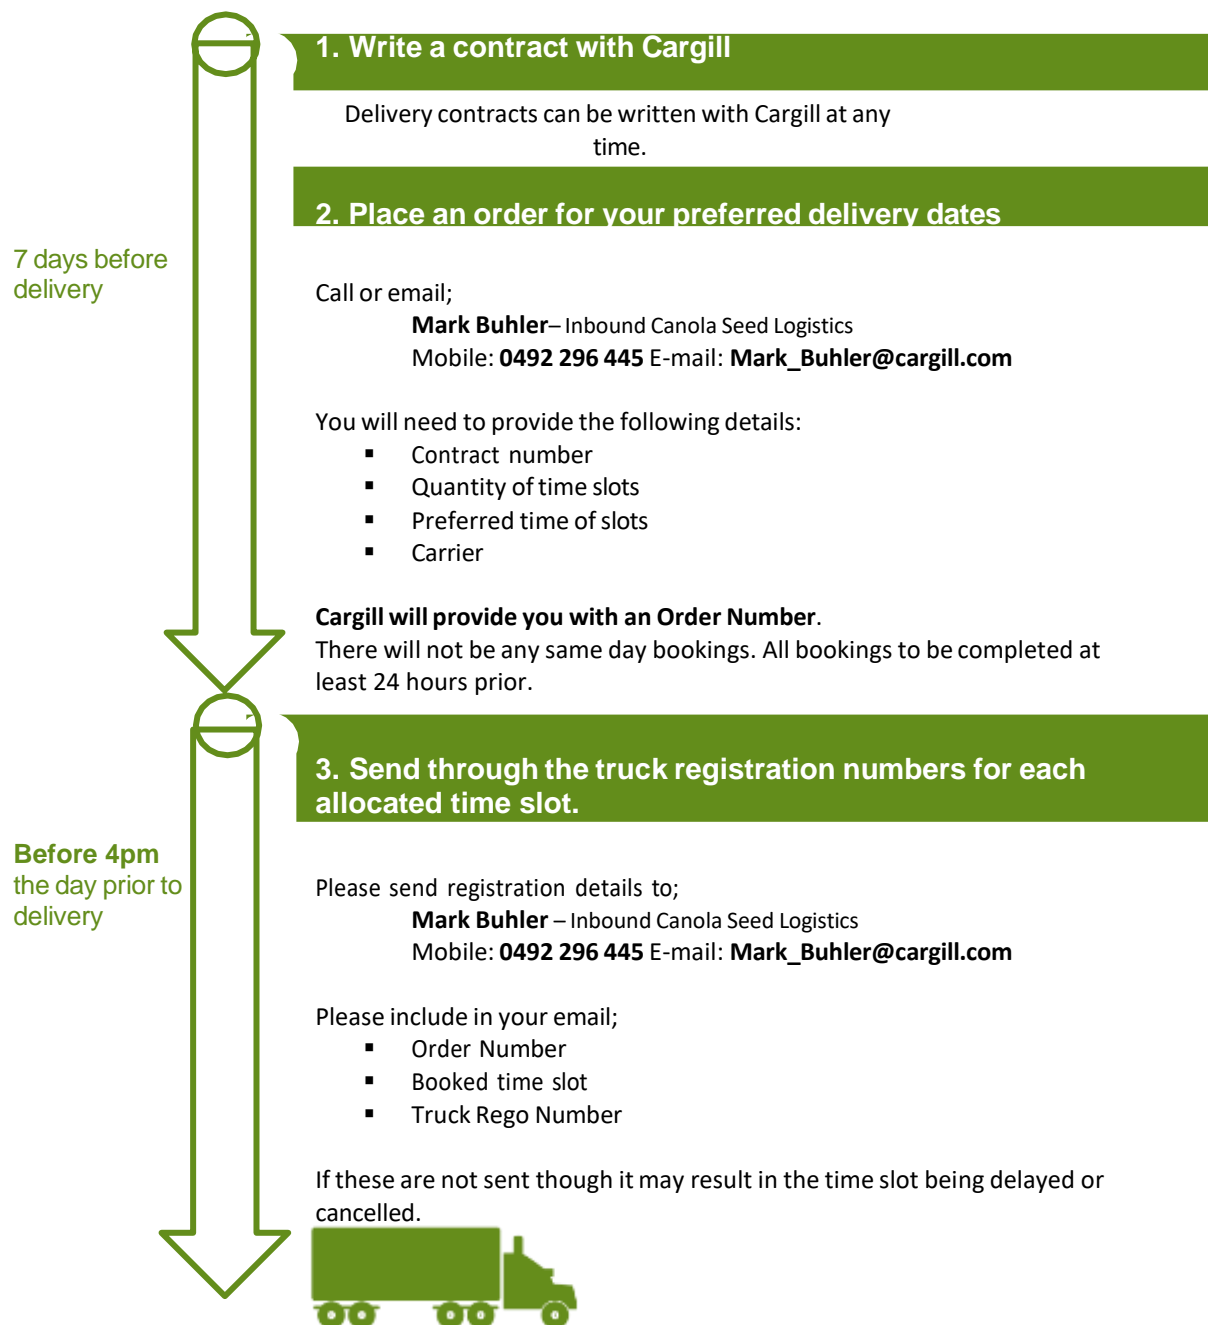 1. Write a contract with Cargill
Delivery contracts can be written with Cargill at any
time.
2. Place an order for your preferred delivery dates
7 days before
delivery
Call or email;
Mark Buhler– Inbound Canola Seed Logistics
Mobile: 0492 296 445 E-mail: Mark_Buhler@cargill.com
You will need to provide the following details:
▪ Contract number
▪ Quantity of time slots
▪ Preferred time of slots
▪ Carrier
Cargill will provide you with an Order Number.
There will not be any same day bookings. All bookings to be completed at
least 24 hours prior.
3. Send through the truck registration numbers for each
allocated time slot.
Before 4pm
the day prior to
delivery
Please send registration details to;
Mark Buhler – Inbound Canola Seed Logistics
Mobile: 0492 296 445 E-mail: Mark_Buhler@cargill.com
Please include in your email;
▪ Order Number
▪ Booked time slot
▪ Truck Rego Number
If these are not sent though it may result in the time slot being delayed or
cancelled.